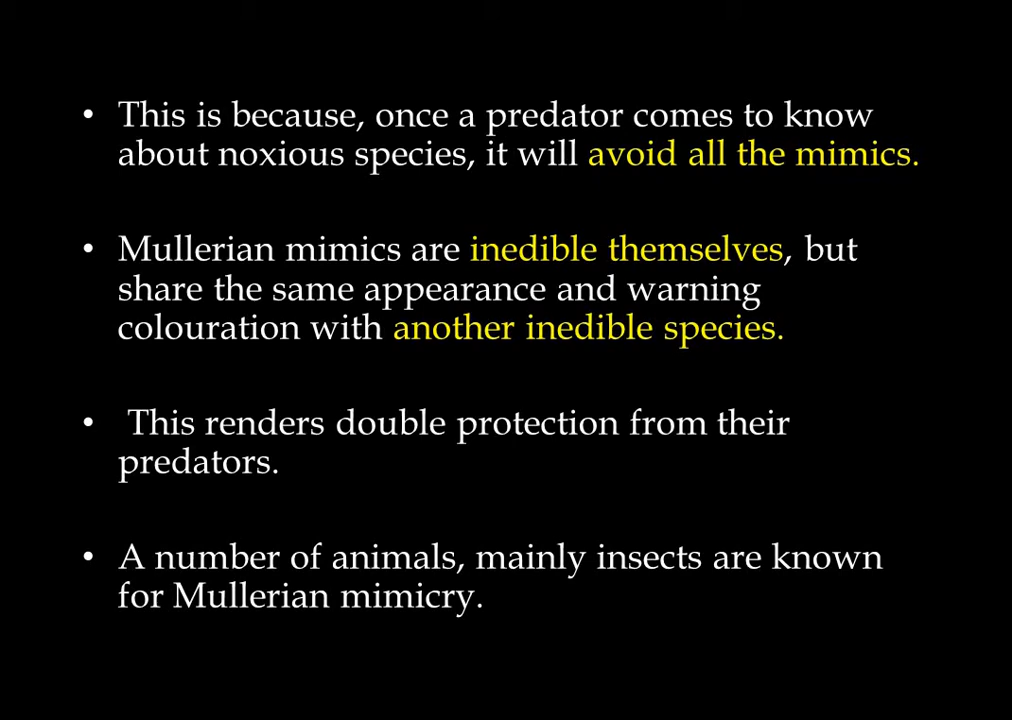 • This is because, once a predator comes to know
about noxious species, it will avoid all the mimics.
• Mullerian mimics are inedible themselves, but
share the same appearance and warning
colouration with another inedible species.
• This renders double protection from their
predators.
• A number of animals, mainly insects are known
for Mullerian mimicry.